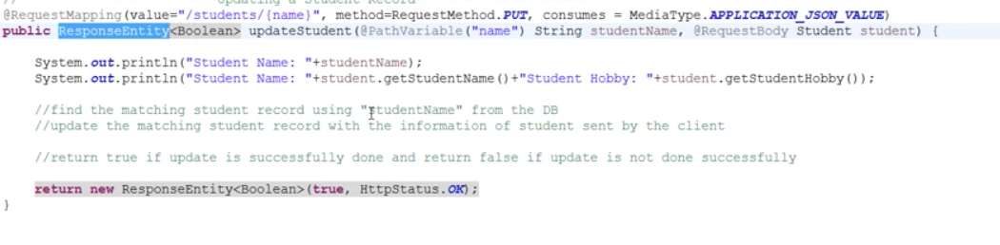 // Updating a Student Record
@RequestMapping(value="/students/{name}", method=RequestMethod.PUT, consumes = MediaType.APPLICATION_JSON_VALUE)
public ResponseEntity<Boolean> updateStudent(@PathVariable("name") String studentName, @RequestBody Student student) {
System.out.println("Student Name: "+studentName);
System.out.println("Student Name: "+student.getStudentName()+"Student Hobby: "+student.getStudentHobby());
//find the matching student record using "studentName" from the DB
//update the matching student record with the information of student sent by the client
//return true if update is successfully done and return false if update is not done successfully
return new ResponseEntity<Boolean>(true, HttpStatus.OK);
}